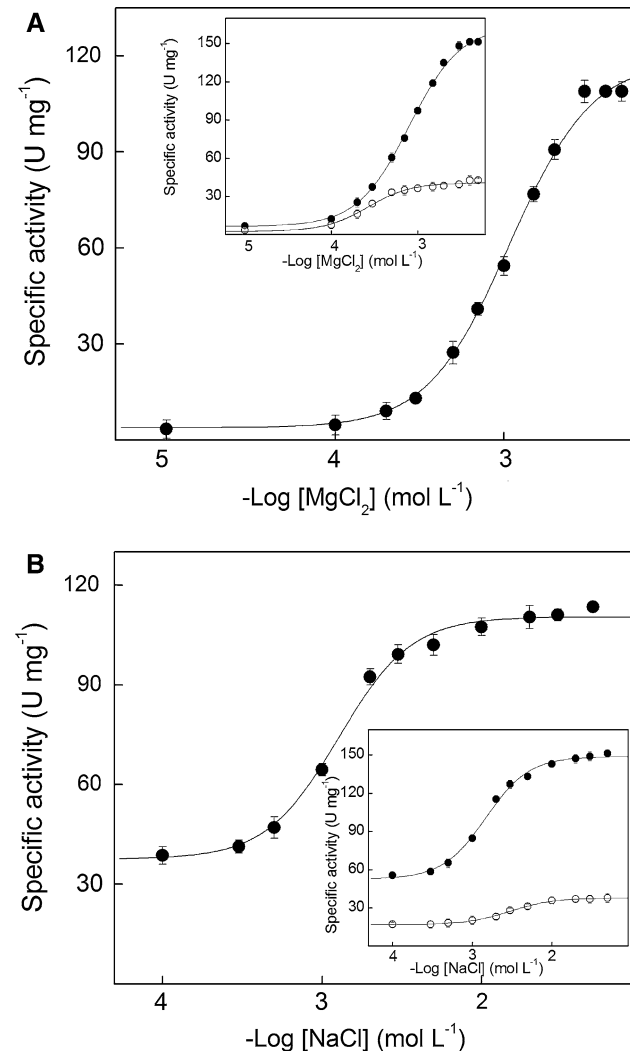 A
Specific activity (U mg⁻¹)
120
90
60
30
5 4 3
-Log [MgCl₂] (mol L⁻¹)
Specific activity (U mg⁻¹)
150
120
90
60
30
5 4 3
-Log [MgCl₂] (mol L⁻¹)
B
Specific activity (U mg⁻¹)
120
90
60
30
4 3 2
-Log [NaCl] (mol L⁻¹)
Specific activity (U mg⁻¹)
150
120
90
60
30
4 3 2
-Log [NaCl] (mol L⁻¹)